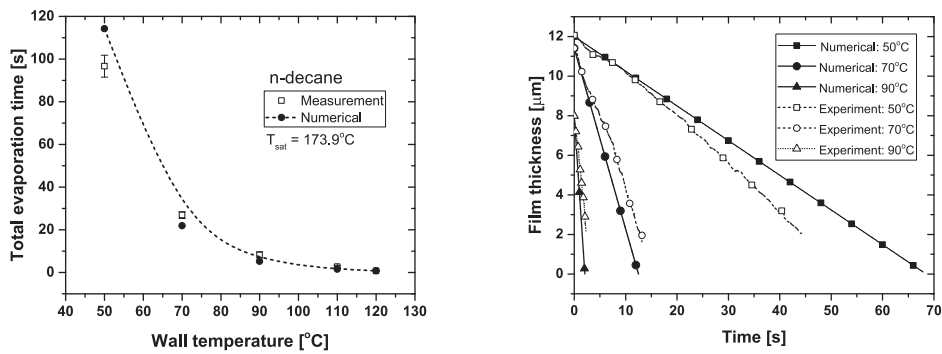 120
100
80
60
40
20
0
40 50 60 70 80 90 100 110 120 130
Total evaporation time [s]
Wall temperature [°C]
n-decane
Measurement
Numerical
T_sat = 173.9°C
12
10
8
6
4
2
0
0 10 20 30 40 50 60 70
Film thickness [μm]
Time [s]
Numerical: 50°C
Numerical: 70°C
Numerical: 90°C
Experiment: 50°C
Experiment: 70°C
Experiment: 90°C